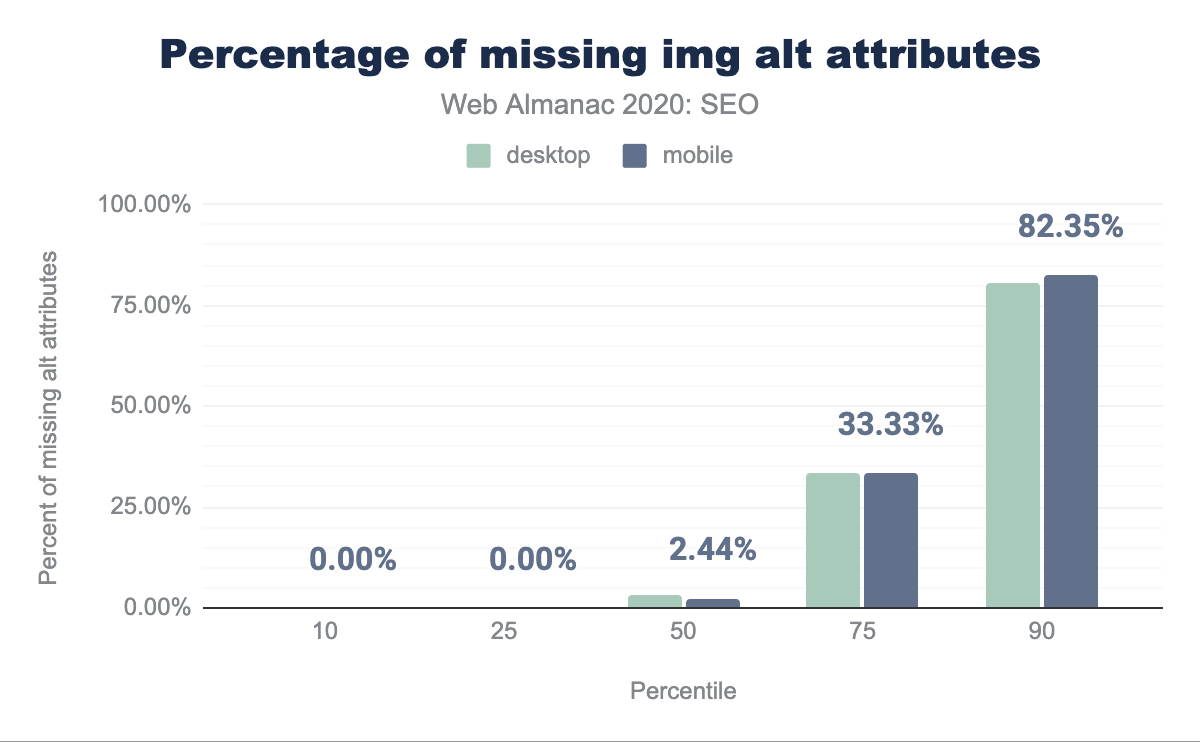 Percentage of missing img alt attributes
Web Almanac 2020: SEO
desktop mobile
Percent of missing alt attributes
100.00%
75.00%
50.00%
25.00%
0.00%
0.00% 0.00% 2.44% 33.33% 82.35%
10 25 50 75 90
Percentile